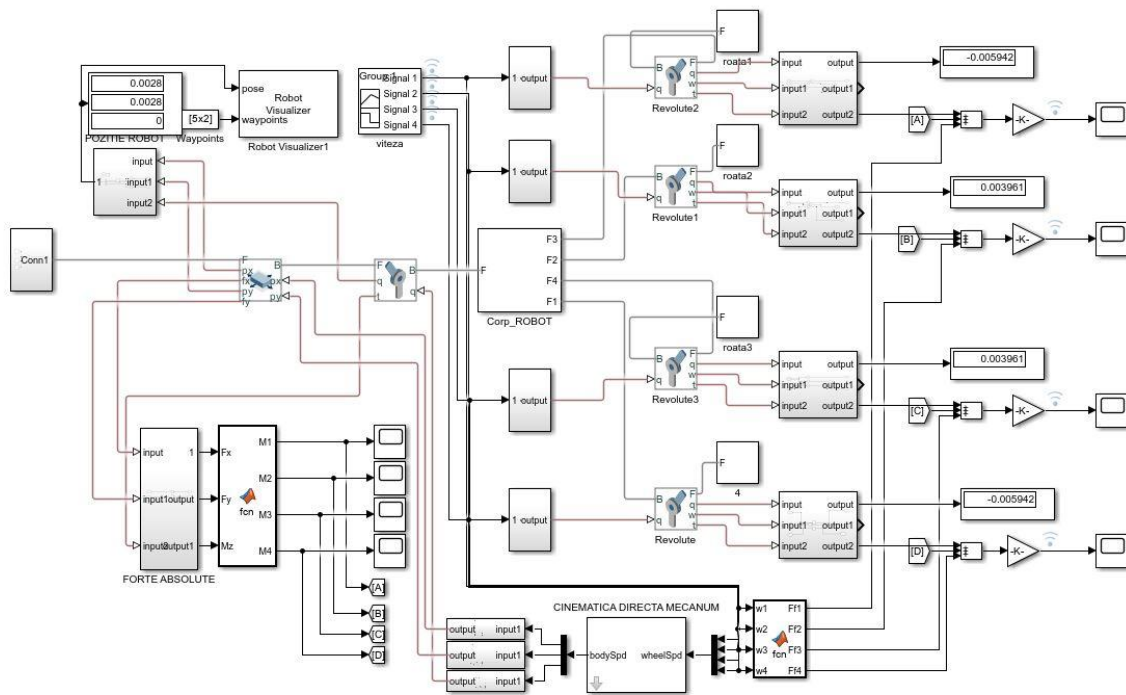 0.0028
0.0028
0
POZITIE ROBOT
[5x2]
Waypoints
pose
waypoints
Robot
Visualizer
Robot Visualizer1
Group 1
Signal 1
Signal 2
Signal 3
Signal 4
viteza
input
input1
input2
1
Conn1
F
px
fx
py
fy
B
px
py
F
q
t
B
q
F
F3
F2
F4
F1
Corp_ROBOT
1 output
1 output
1 output
1 output
B
q
F
q
w
t
Revolute2
F
roata1
input
input1
input2
output
output1
output2
-0.005942
[A]
-K-
B
q
F
q
w
t
Revolute1
F
roata2
input
input1
input2
output
output1
output2
0.003961
[B]
-K-
B
q
F
q
w
t
Revolute3
F
roata3
input
input1
input2
output
output1
output2
0.003961
[C]
-K-
B
q
F
q
w
t
Revolute
F
4
input
input1
input2
output
output1
output2
-0.005942
[D]
-K-
input
input1
1
output
output1
FORTE ABSOLUTE
Fx
Fy
Mz
fcn
M1
M2
M3
M4
[A]
[B]
[C]
[D]
CINEMATICA DIRECTA MECANUM
output input1
output input1
output input1
bodySpd
wheelSpd
w1
w2
w3
w4
fcn
Ff1
Ff2
Ff3
Ff4